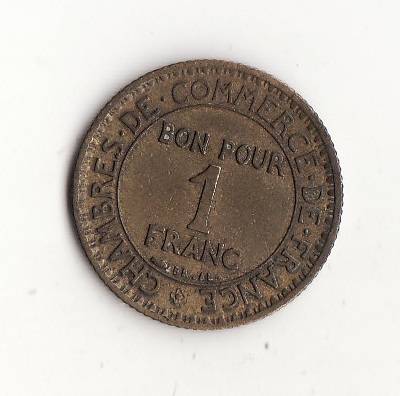 CHAMBRES·DE·COMMERCE·DE·FRANCE
BON POUR
1
FRANC